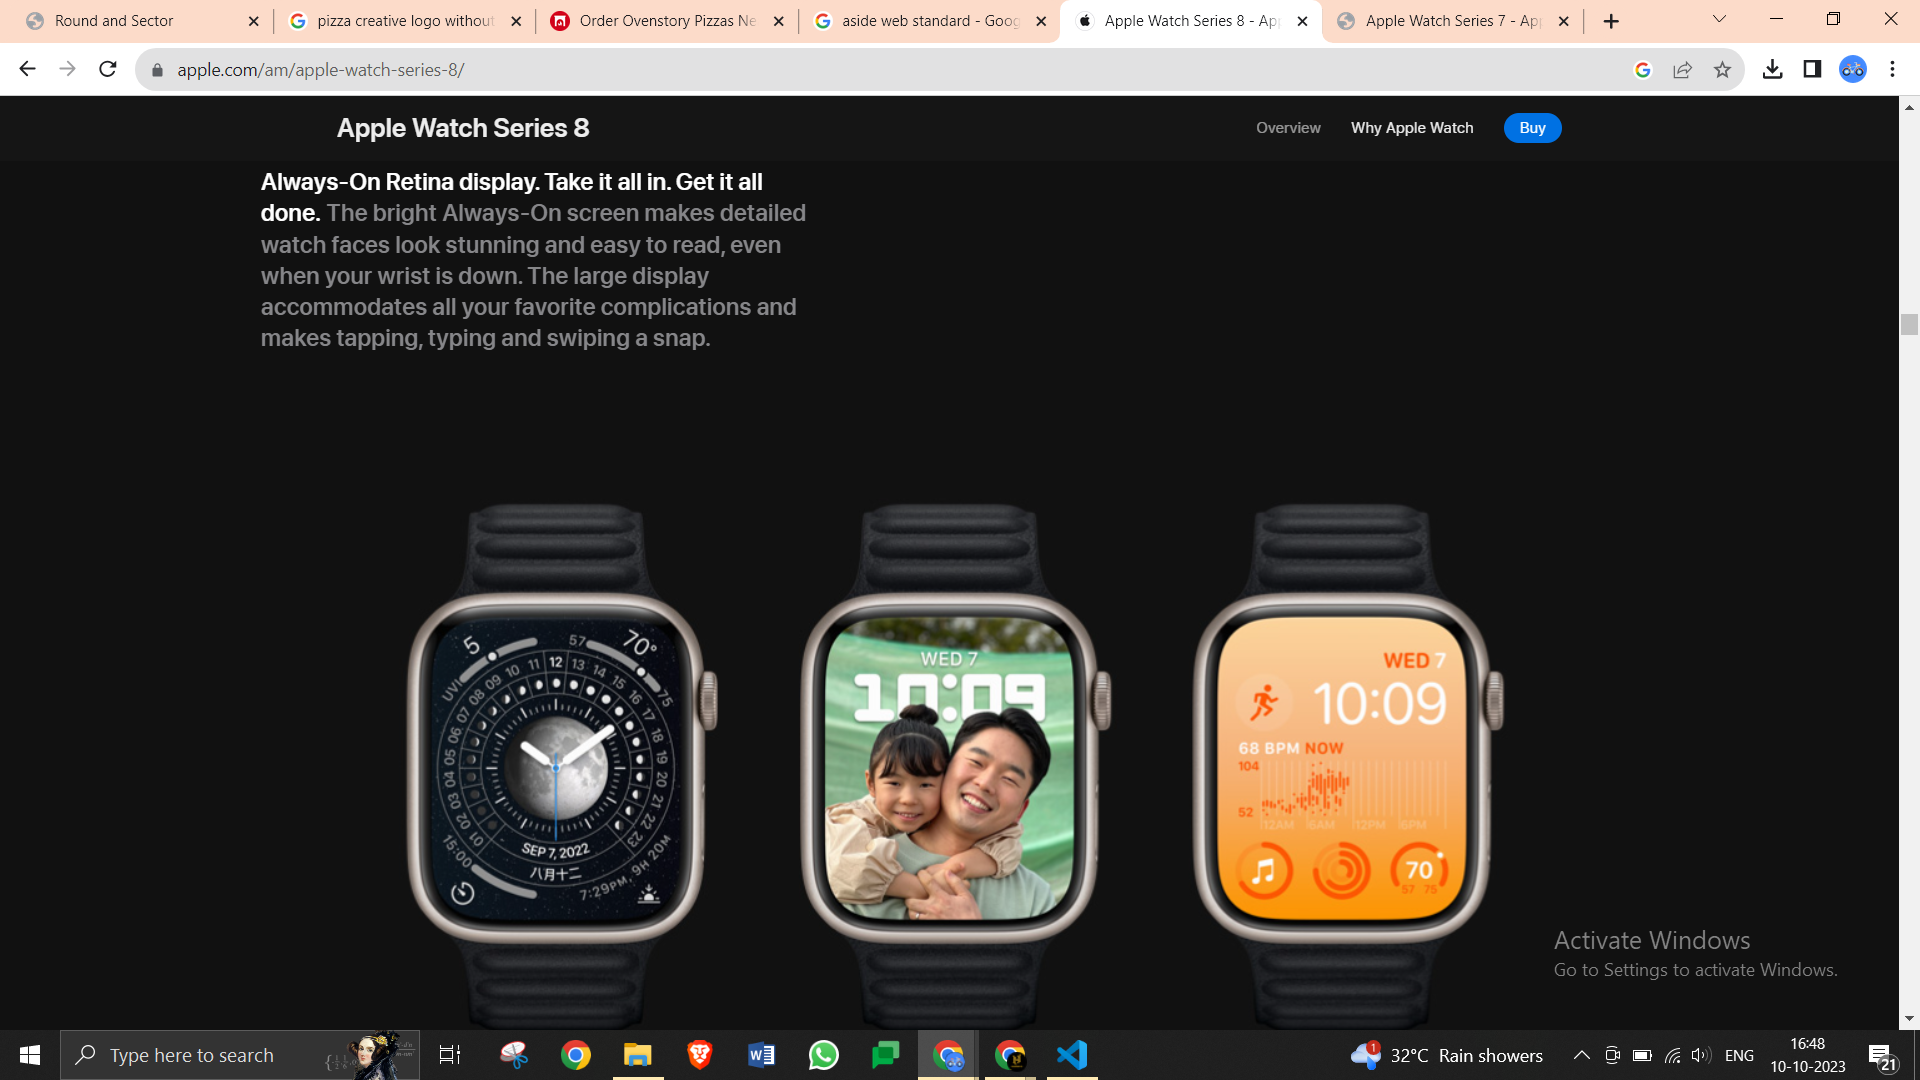 Round and Sector
pizza creative logo without
Order Ovenstory Pizzas Ne
aside web standard - Goog
Apple Watch Series 8 - Ap
Apple Watch Series 7 - Ap
apple.com/am/apple-watch-series-8/
Apple Watch Series 8
Overview
Why Apple Watch
Buy
Always-On Retina display. Take it all in. Get it all
done. The bright Always-On screen makes detailed
watch faces look stunning and easy to read, even
when your wrist is down. The large display
accommodates all your favorite complications and
makes tapping, typing and swiping a snap.
5
UVI
57
70°
75
01 02 03 04 05 06 07 08 09 10 11 12 13 14 15 16 17 18 19 20 21 22 23
SEP 7, 2022
八月十二
15:00
7:29PM, 9H 20M
WED 7
10:09
WED 7
10:09
68 BPM NOW
104
52
12AM 6AM 12PM 6PM
70
57 75
Activate Windows
Go to Settings to activate Windows.
Type here to search
1
32°C Rain showers
ENG
16:48
10-10-2023
21